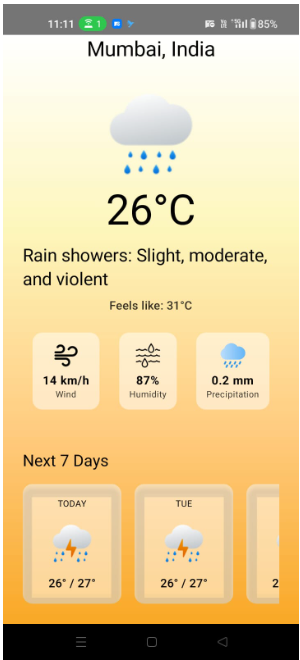 11:11 1 85%
Mumbai, India
26°C
Rain showers: Slight, moderate,
and violent
Feels like: 31°C
14 km/h 87% 0.2 mm
Wind Humidity Precipitation
Next 7 Days
TODAY TUE
26° / 27° 26° / 27° 2